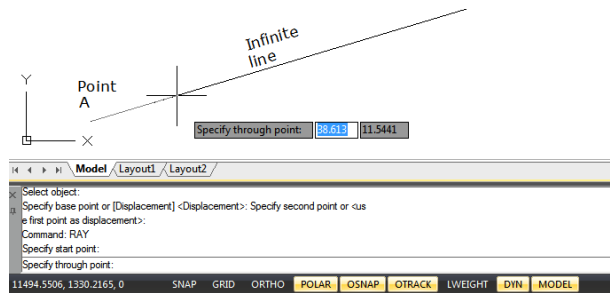 Infinite
line
Point
A
Y
X
Specify through point: 38.613 11.5441
Model Layout1 Layout2
Select object:
Specify base point or [Displacement] <Displacement>: Specify second point or <us
e first point as displacement>:
Command: RAY
Specify start point:
Specify through point:
11494.5506, 1330.2165, 0 SNAP GRID ORTHO POLAR OSNAP OTRACK LWEIGHT DYN MODEL